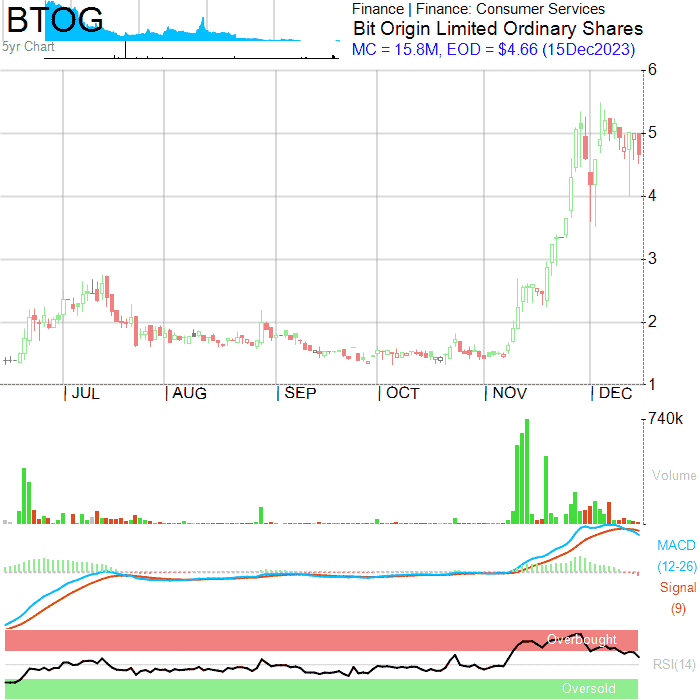 BTOG
5yr Chart
Finance | Finance: Consumer Services
Bit Origin Limited Ordinary Shares
MC = 15.8M, EOD = $4.66 (15Dec2023)
6
5
4
3
2
1
JUL
AUG
SEP
OCT
NOV
DEC
740k
Volume
MACD
(12-26)
Signal
(9)
Overbought
RSI(14)
Oversold